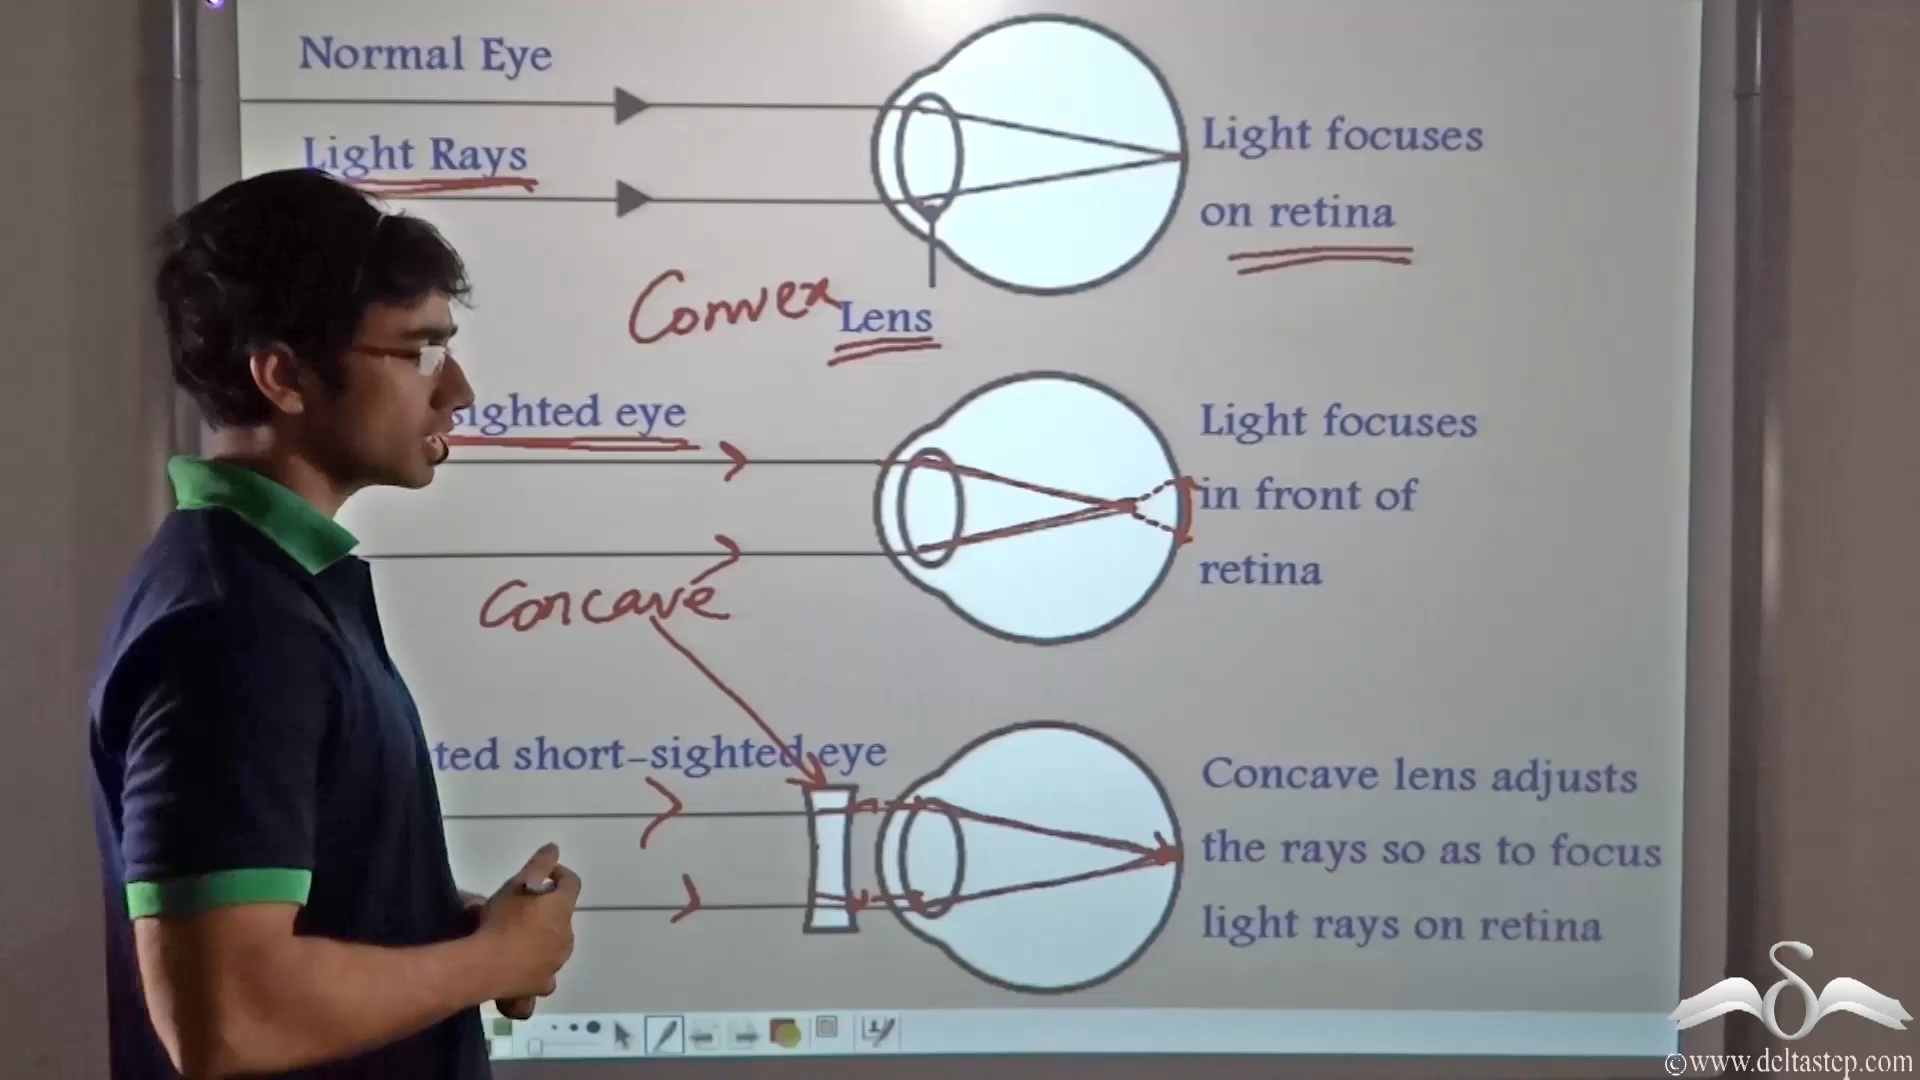 Normal Eye
Light Rays
Light focuses
on retina
Convex
Lens
sighted eye
Light focuses
in front of
retina
Concave
ted short-sighted eye
Concave lens adjusts
the rays so as to focus
light rays on retina
©www.deltastep.com